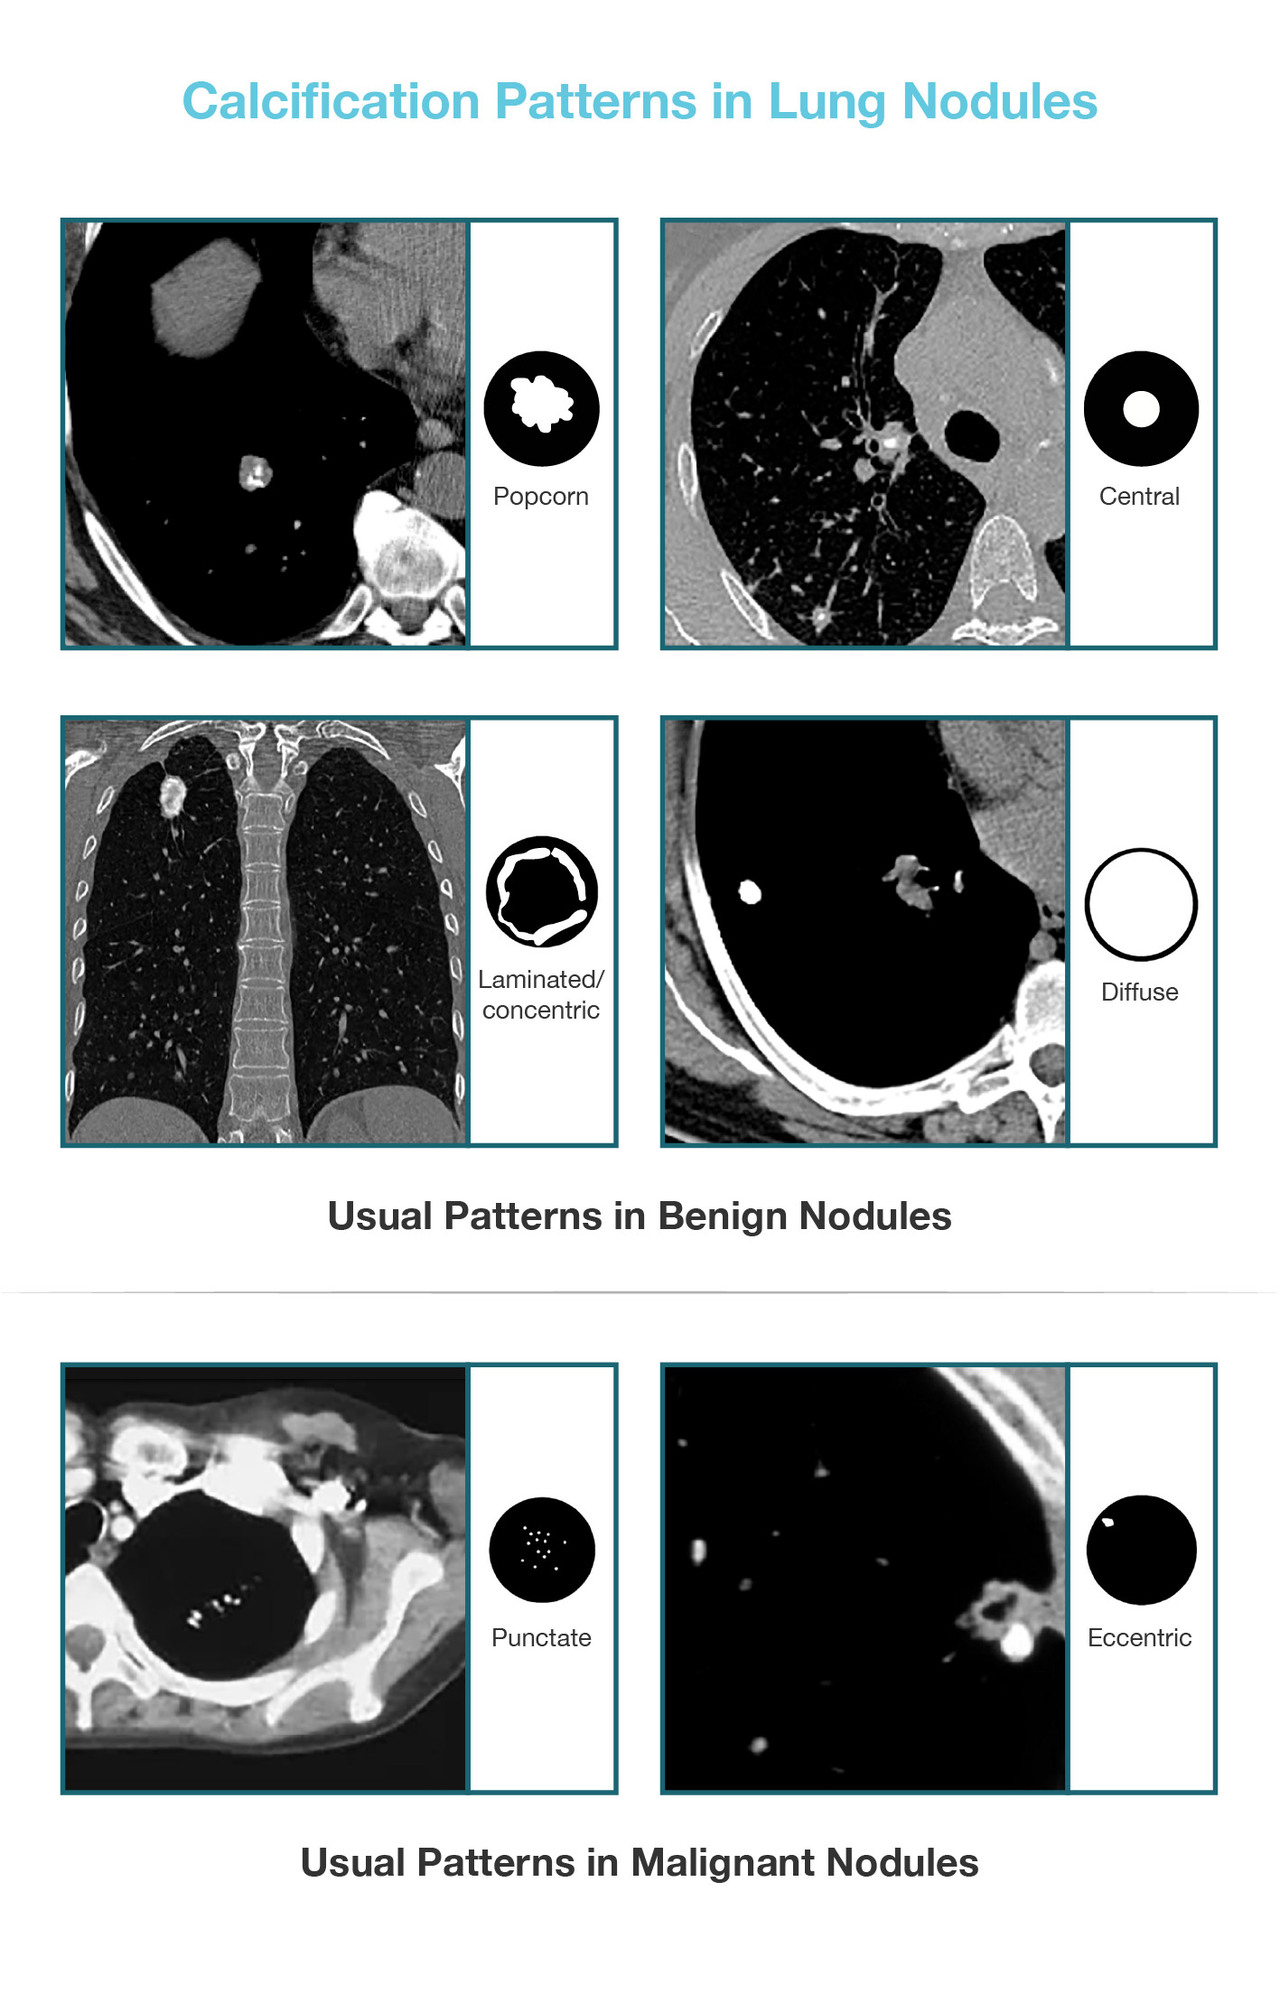 Calcification Patterns in Lung Nodules
Popcorn
Central
Laminated/
concentric
Diffuse
Usual Patterns in Benign Nodules
Punctate
Eccentric
Usual Patterns in Malignant Nodules